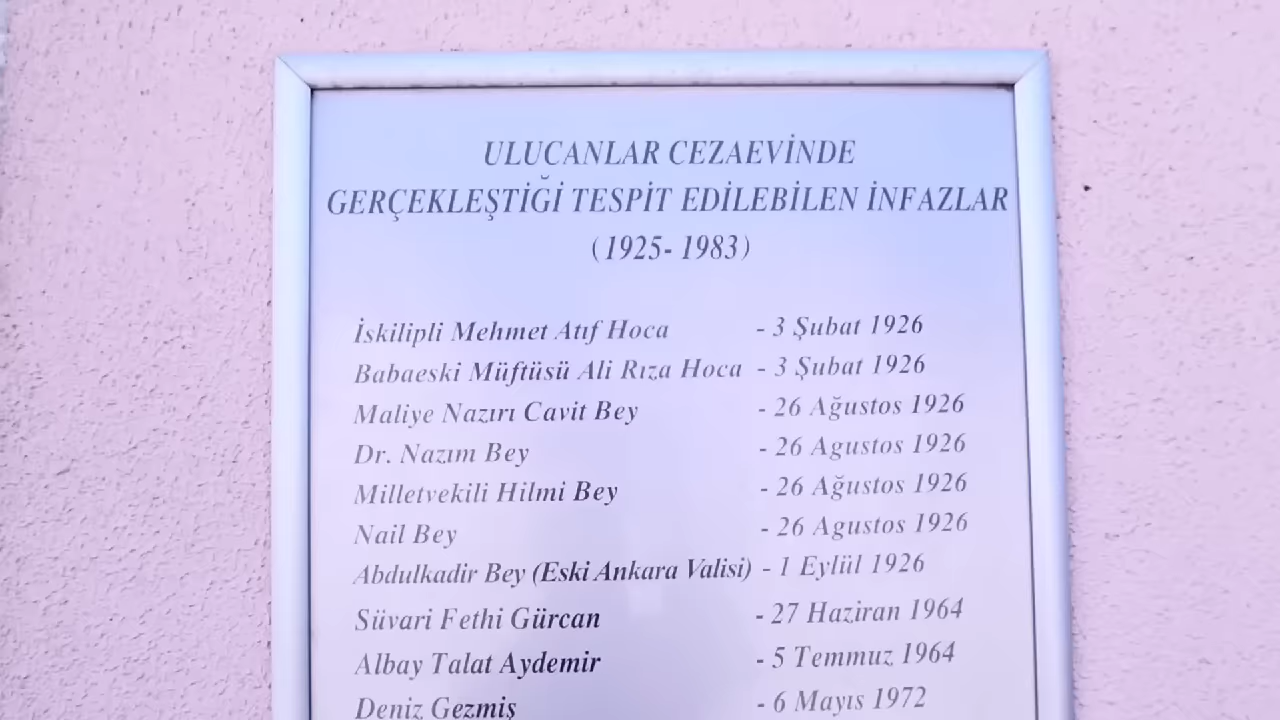 ULUCANLAR CEZAEVİNDE
GERÇEKLEŞTİĞİ TESPİT EDİLEBİLEN İNFAZLAR
(1925- 1983)
İskilipli Mehmet Atıf Hoca - 3 Şubat 1926
Babaeski Müftüsü Ali Rıza Hoca - 3 Şubat 1926
Maliye Nazırı Cavit Bey - 26 Ağustos 1926
Dr. Nazım Bey - 26 Agustos 1926
Milletvekili Hilmi Bey - 26 Ağustos 1926
Nail Bey - 26 Agustos 1926
Abdulkadir Bey (Eski Ankara Valisi) - 1 Eylül 1926
Süvari Fethi Gürcan - 27 Haziran 1964
Albay Talat Aydemir - 5 Temmuz 1964
Deniz Gezmiş - 6 Mayıs 1972